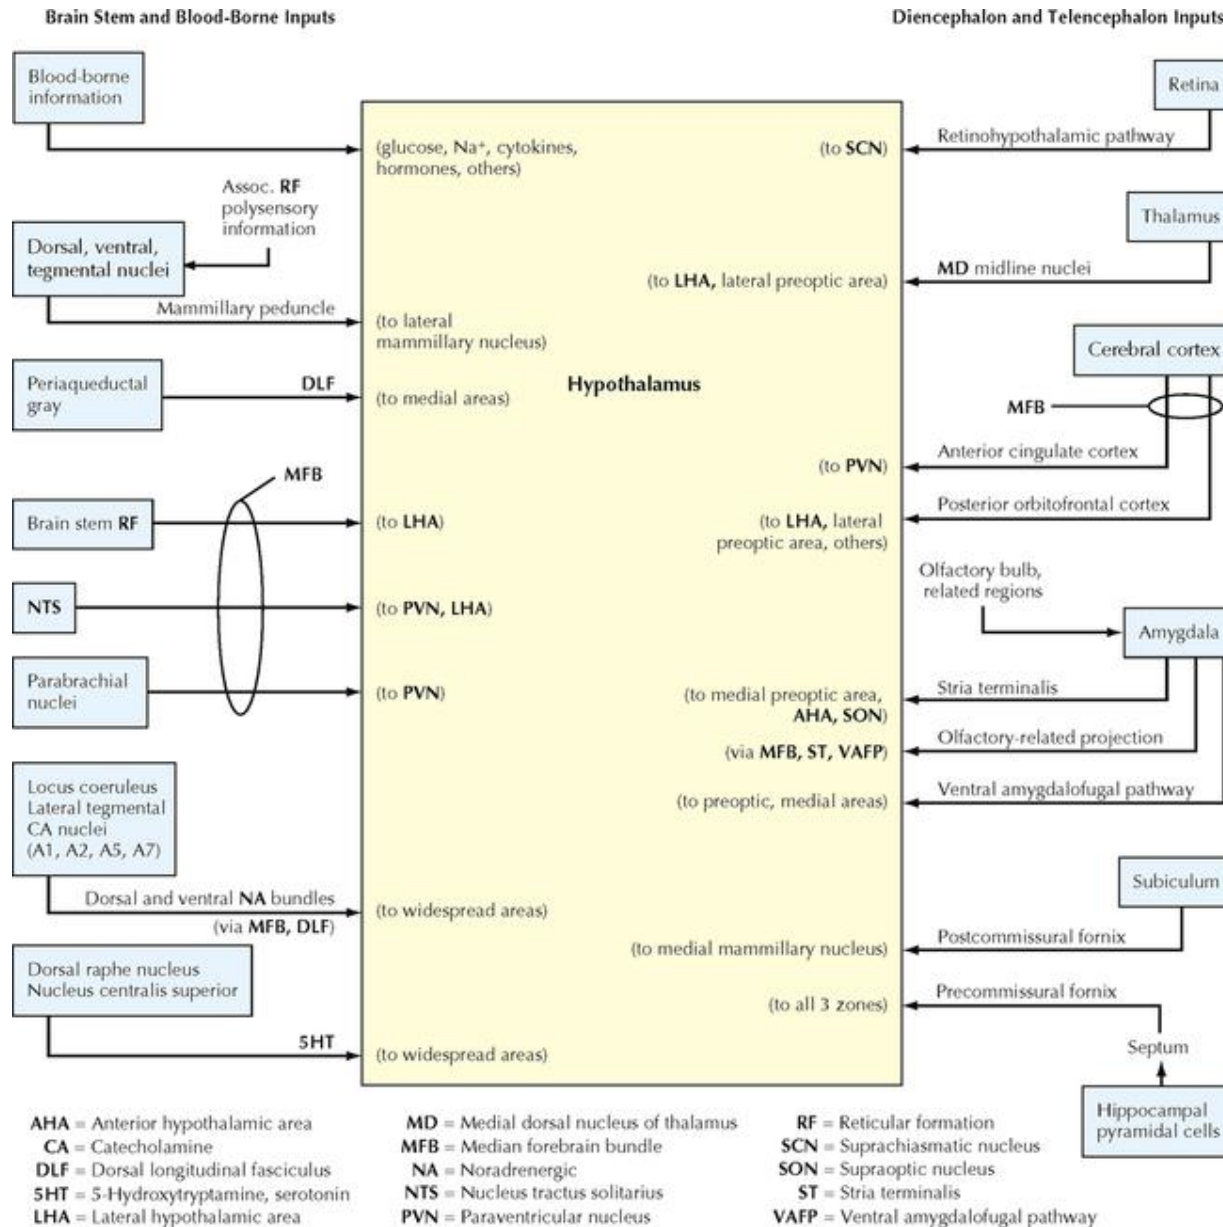 Brain Stem and Blood-Borne Inputs
Diencephalon and Telencephalon Inputs
Blood-borne
information
(glucose, Na⁺, cytokines,
hormones, others)
Assoc. RF
polysensory
information
Dorsal, ventral,
tegmental nuclei
Mammillary peduncle
(to lateral
mammillary nucleus)
Periaqueductal
gray
DLF
(to medial areas)
MFB
Brain stem RF
(to LHA)
NTS
(to PVN, LHA)
Parabrachial
nuclei
(to PVN)
Locus coeruleus
Lateral tegmental
CA nuclei
(A1, A2, A5, A7)
Dorsal and ventral NA bundles
(via MFB, DLF)
(to widespread areas)
Dorsal raphe nucleus
Nucleus centralis superior
5HT
(to widespread areas)
Hypothalamus
Retina
(to SCN)
Retinohypothalamic pathway
Thalamus
(to LHA, lateral preoptic area)
MD midline nuclei
Cerebral cortex
MFB
(to PVN)
Anterior cingulate cortex
(to LHA, lateral
preoptic area, others)
Posterior orbitofrontal cortex
Olfactory bulb,
related regions
Amygdala
(to medial preoptic area,
AHA, SON)
Stria terminalis
(via MFB, ST, VAFP)
Olfactory-related projection
(to preoptic, medial areas)
Ventral amygdalofugal pathway
Subiculum
(to medial mammillary nucleus)
Postcommissural fornix
(to all 3 zones)
Precommissural fornix
Septum
Hippocampal
pyramidal cells
AHA = Anterior hypothalamic area
CA = Catecholamine
DLF = Dorsal longitudinal fasciculus
5HT = 5-Hydroxytryptamine, serotonin
LHA = Lateral hypothalamic area
MD = Medial dorsal nucleus of thalamus
MFB = Median forebrain bundle
NA = Noradrenergic
NTS = Nucleus tractus solitarius
PVN = Paraventricular nucleus
RF = Reticular formation
SCN = Suprachiasmatic nucleus
SON = Supraoptic nucleus
ST = Stria terminalis
VAFP = Ventral amygdalofugal pathway